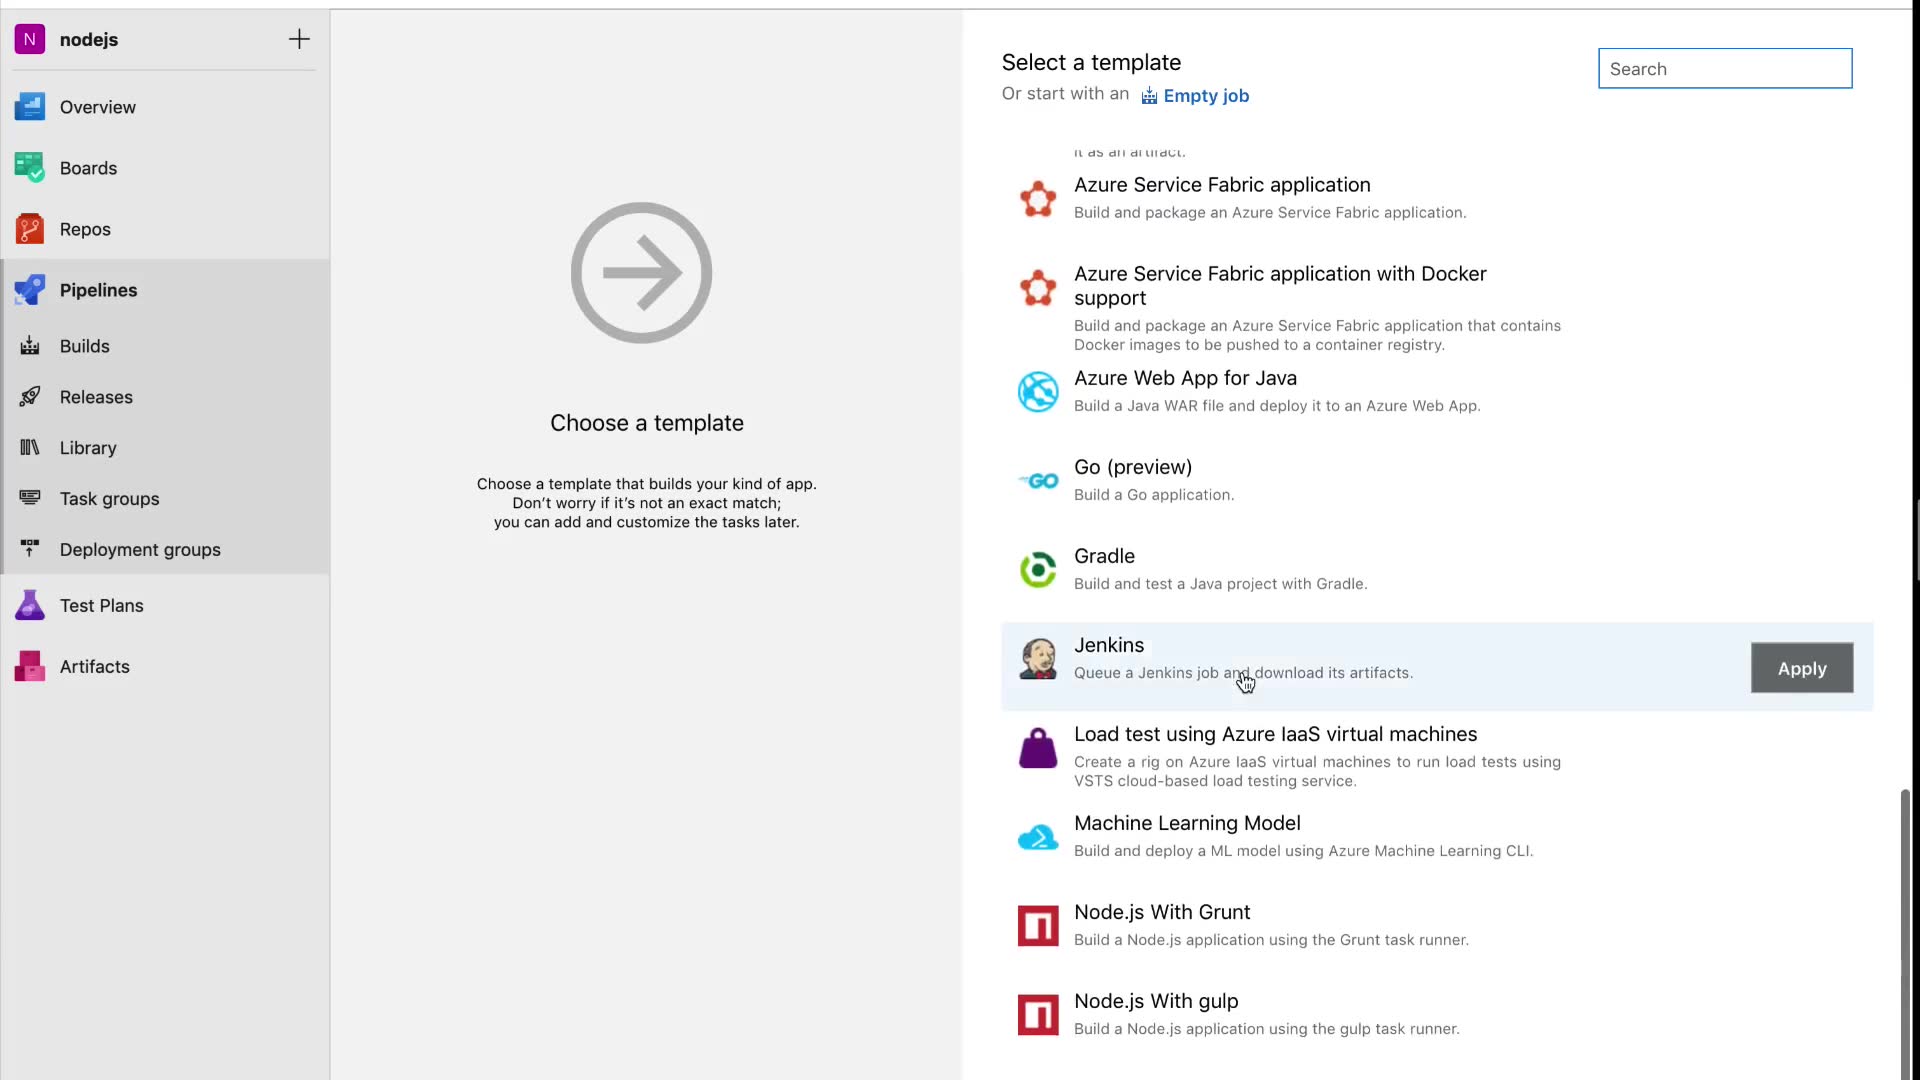 N nodejs
Overview
Boards
Repos
Pipelines
Builds
Releases
Library
Task groups
Deployment groups
Test Plans
Artifacts
Choose a template
Choose a template that builds your kind of app.
Don't worry if it's not an exact match;
you can add and customize the tasks later.
Select a template
Or start with an Empty job
Search
it as an artifact.
Azure Service Fabric application
Build and package an Azure Service Fabric application.
Azure Service Fabric application with Docker
support
Build and package an Azure Service Fabric application that contains
Docker images to be pushed to a container registry.
Azure Web App for Java
Build a Java WAR file and deploy it to an Azure Web App.
GO
Go (preview)
Build a Go application.
Gradle
Build and test a Java project with Gradle.
Jenkins
Queue a Jenkins job and download its artifacts.
Apply
Load test using Azure IaaS virtual machines
Create a rig on Azure IaaS virtual machines to run load tests using
VSTS cloud-based load testing service.
Machine Learning Model
Build and deploy a ML model using Azure Machine Learning CLI.
Node.js With Grunt
Build a Node.js application using the Grunt task runner.
Node.js With gulp
Build a Node.js application using the gulp task runner.